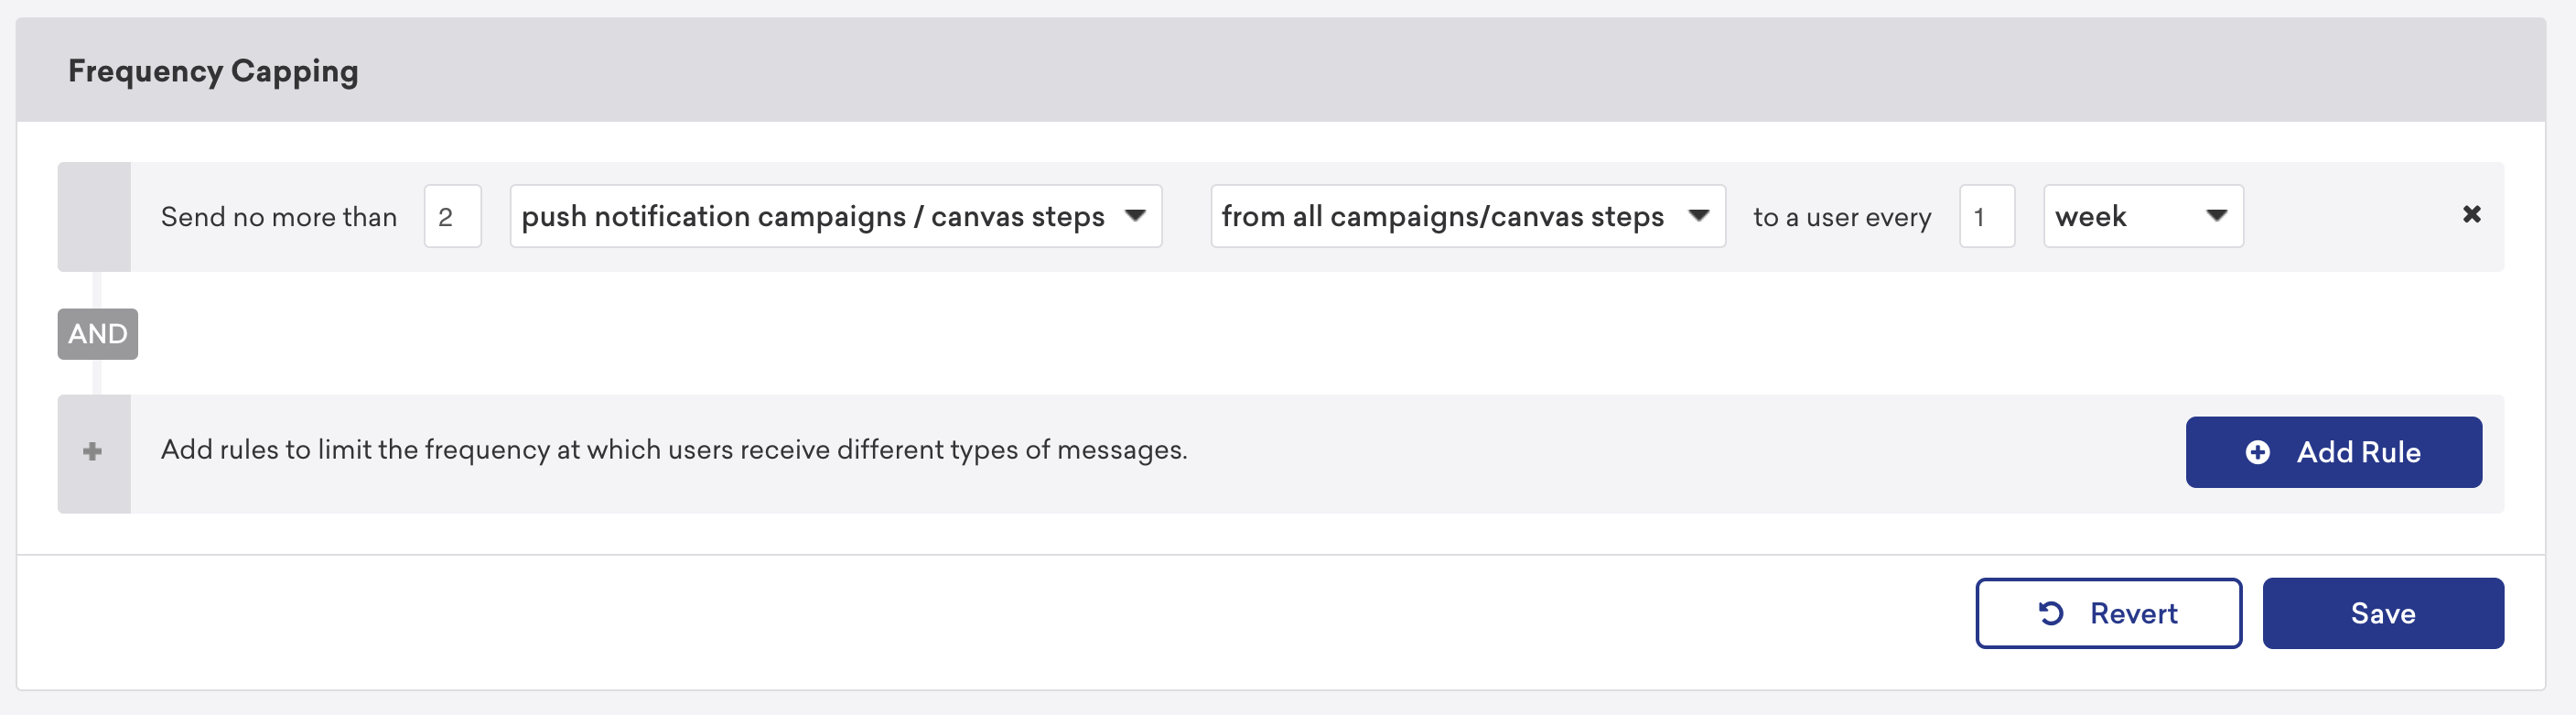 Frequency Capping
Send no more than 2 push notification campaigns / canvas steps from all campaigns/canvas steps to a user every 1 week
AND
Add rules to limit the frequency at which users receive different types of messages. Add Rule
Revert Save